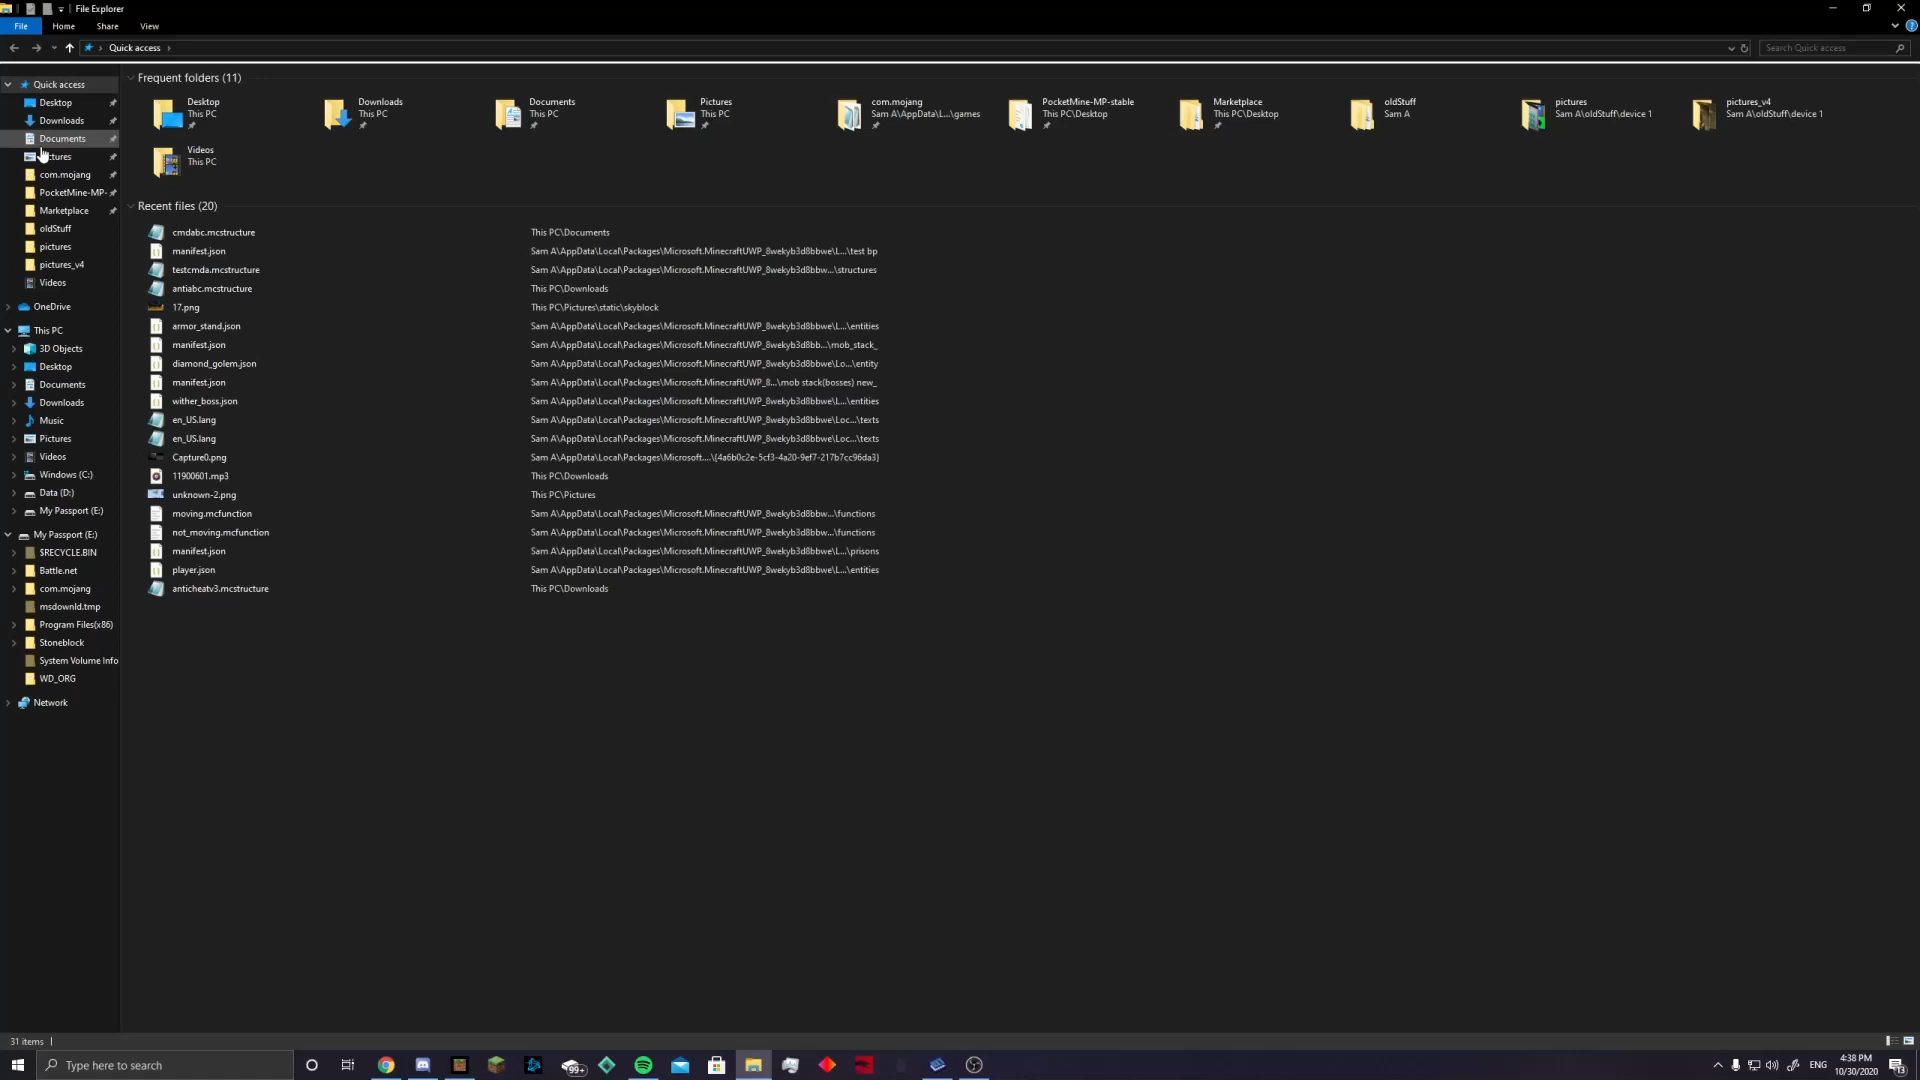 File Explorer
File Home Share View
Quick access
Search Quick access
Quick access
Desktop
Downloads
Documents
ctures
com.mojang
PocketMine-MP-
Marketplace
oldStuff
pictures
pictures_v4
Videos
OneDrive
This PC
3D Objects
Desktop
Documents
Downloads
Music
Pictures
Videos
Windows (C:)
Data (D:)
My Passport (E:)
My Passport (E:)
$RECYCLE.BIN
Battle.net
com.mojang
msdownld.tmp
Program Files(x86)
Stoneblock
System Volume Info
WD_ORG
Network
Frequent folders (11)
Desktop
This PC
Downloads
This PC
Documents
This PC
Pictures
This PC
com.mojang
Sam A\AppData\L...\games
PocketMine-MP-stable
This PC\Desktop
Marketplace
This PC\Desktop
oldStuff
Sam A
pictures
Sam A\oldStuff\device 1
pictures_v4
Sam A\oldStuff\device 1
Videos
This PC
Recent files (20)
cmdabc.mcstructure This PC\Documents
manifest.json Sam A\AppData\Local\Packages\Microsoft.MinecraftUWP_8wekyb3d8bbwe\L...\test bp
testcmda.mcstructure Sam A\AppData\Local\Packages\Microsoft.MinecraftUWP_8wekyb3d8bbw...\structures
antiabc.mcstructure This PC\Downloads
17.png This PC\Pictures\static\skyblock
armor_stand.json Sam A\AppData\Local\Packages\Microsoft.MinecraftUWP_8wekyb3d8bbwe\L...\entities
manifest.json Sam A\AppData\Local\Packages\Microsoft.MinecraftUWP_8wekyb3d8bb...\mob_stack_
diamond_golem.json Sam A\AppData\Local\Packages\Microsoft.MinecraftUWP_8wekyb3d8bbwe\Lo...\entity
manifest.json Sam A\AppData\Local\Packages\Microsoft.MinecraftUWP_8...\mob stack(bosses) new_
wither_boss.json Sam A\AppData\Local\Packages\Microsoft.MinecraftUWP_8wekyb3d8bbwe\L...\entities
en_US.lang Sam A\AppData\Local\Packages\Microsoft.MinecraftUWP_8wekyb3d8bbwe\Loc...\texts
en_US.lang Sam A\AppData\Local\Packages\Microsoft.MinecraftUWP_8wekyb3d8bbwe\Loc...\texts
Capture0.png Sam A\AppData\Local\Packages\Microsoft....\{4a6b0c2e-5cf3-4a20-9ef7-217b7cc96da3}
11900601.mp3 This PC\Downloads
unknown-2.png This PC\Pictures
moving.mcfunction Sam A\AppData\Local\Packages\Microsoft.MinecraftUWP_8wekyb3d8bbw...\functions
not_moving.mcfunction Sam A\AppData\Local\Packages\Microsoft.MinecraftUWP_8wekyb3d8bbw...\functions
manifest.json Sam A\AppData\Local\Packages\Microsoft.MinecraftUWP_8wekyb3d8bbwe\L...\prisons
player.json Sam A\AppData\Local\Packages\Microsoft.MinecraftUWP_8wekyb3d8bbwe\L...\entities
anticheatv3.mcstructure This PC\Downloads
31 items
Type here to search
99+
ENG
4:38 PM
10/30/2020
13